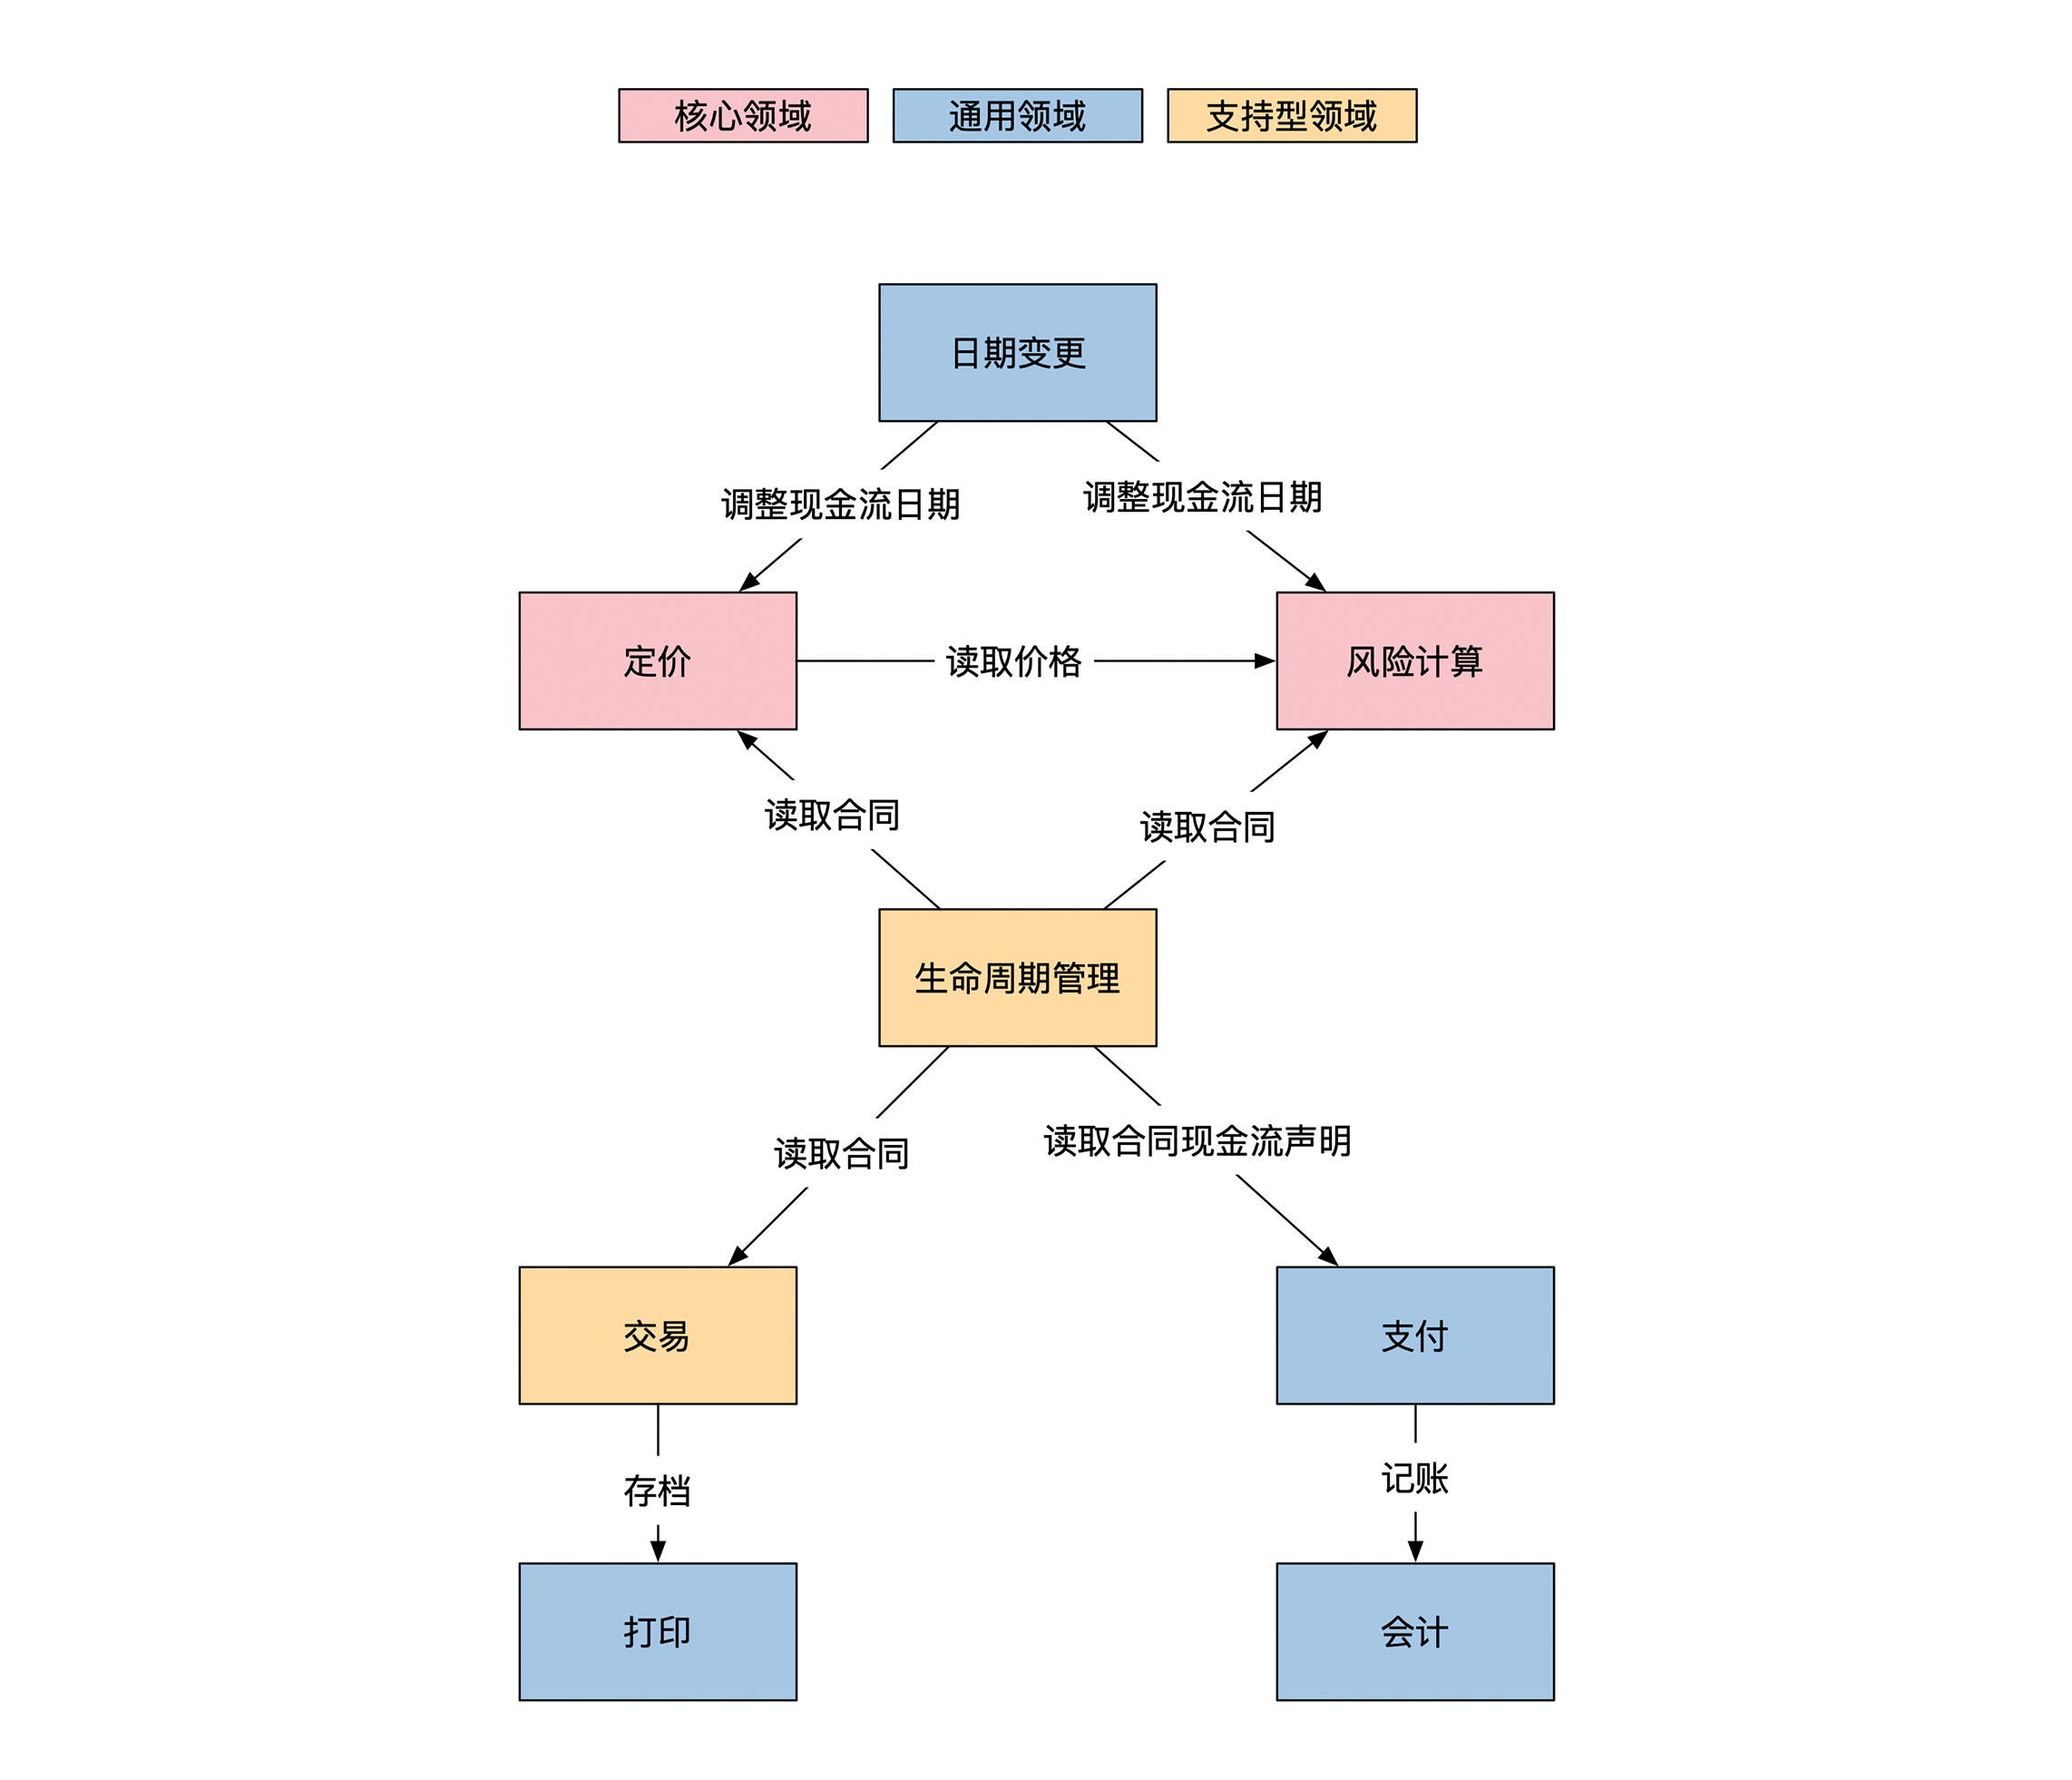 核心领域
通用领域
支持型领域
日期变更
调整现金流日期
调整现金流日期
定价
读取价格
风险计算
读取合同
读取合同
生命周期管理
读取合同
读取合同现金流声明
交易
支付
存档
记账
打印
会计